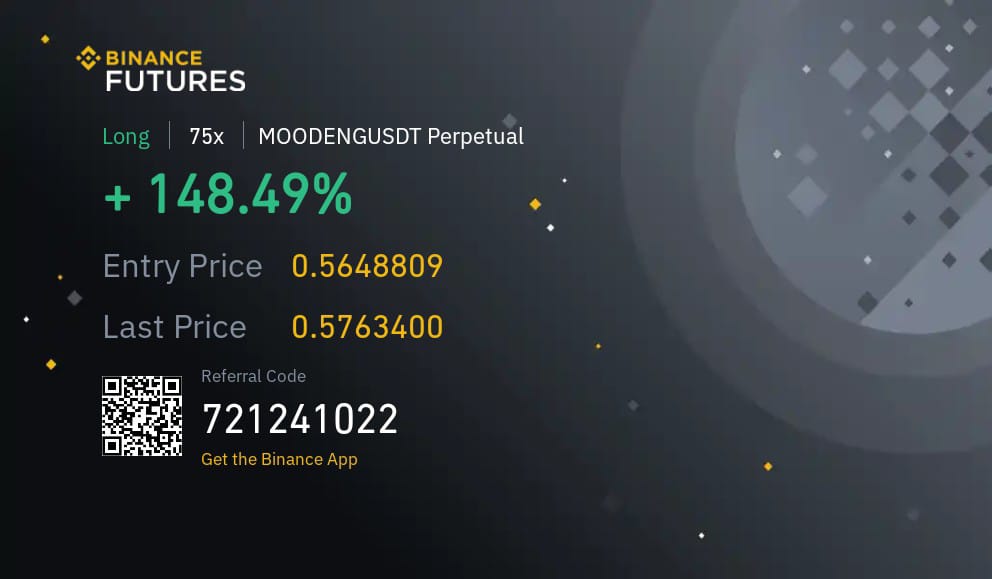 BINANCE
FUTURES
Long | 75x | MOODENGUSDT Perpetual
+ 148.49%
Entry Price 0.5648809
Last Price 0.5763400
Referral Code
721241022
Get the Binance App